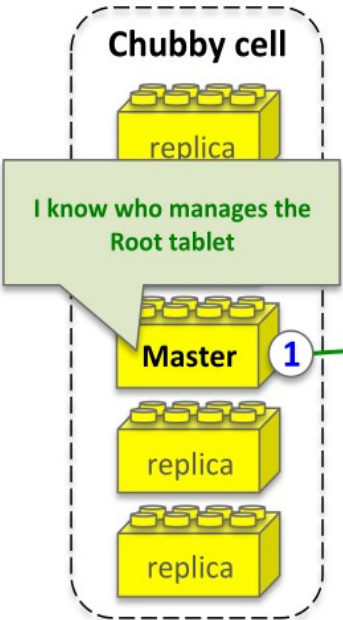 Chubby cell
replica
I know who manages the
Root tablet
Master
1
replica
replica